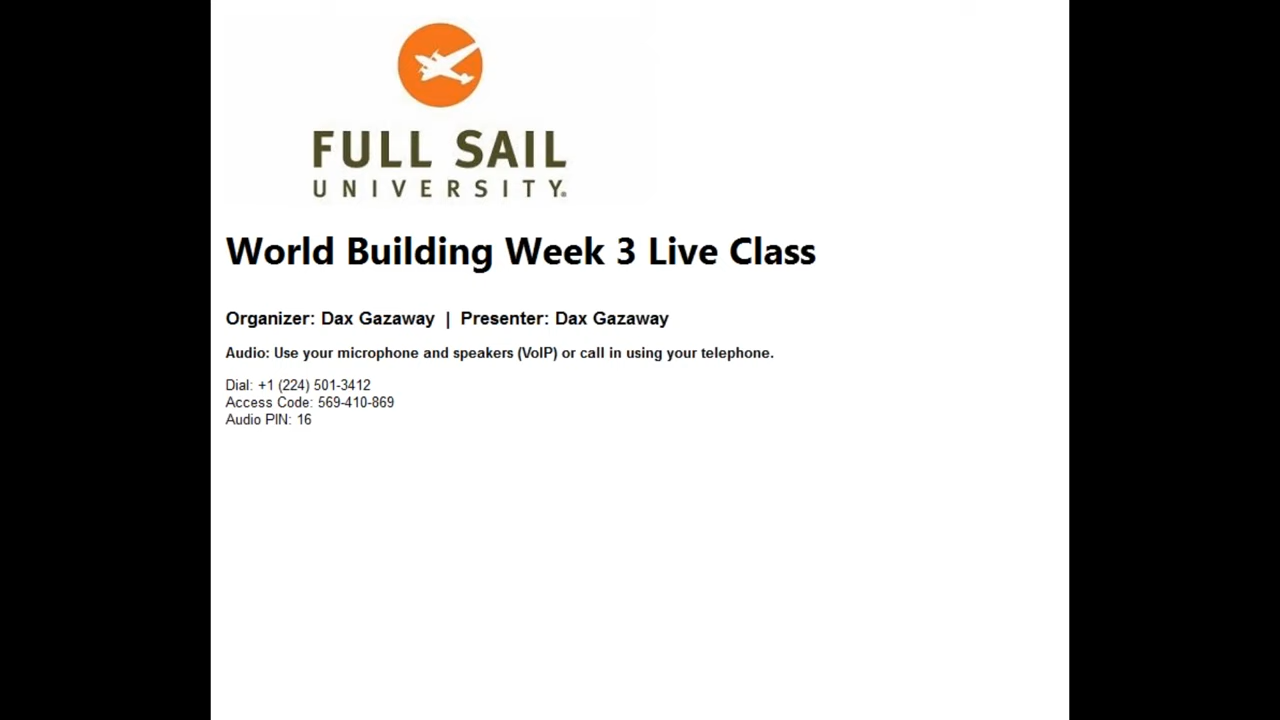 FULL SAIL
UNIVERSITY®
World Building Week 3 Live Class
Organizer: Dax Gazaway | Presenter: Dax Gazaway
Audio: Use your microphone and speakers (VoIP) or call in using your telephone.
Dial: +1 (224) 501-3412
Access Code: 569-410-869
Audio PIN: 16